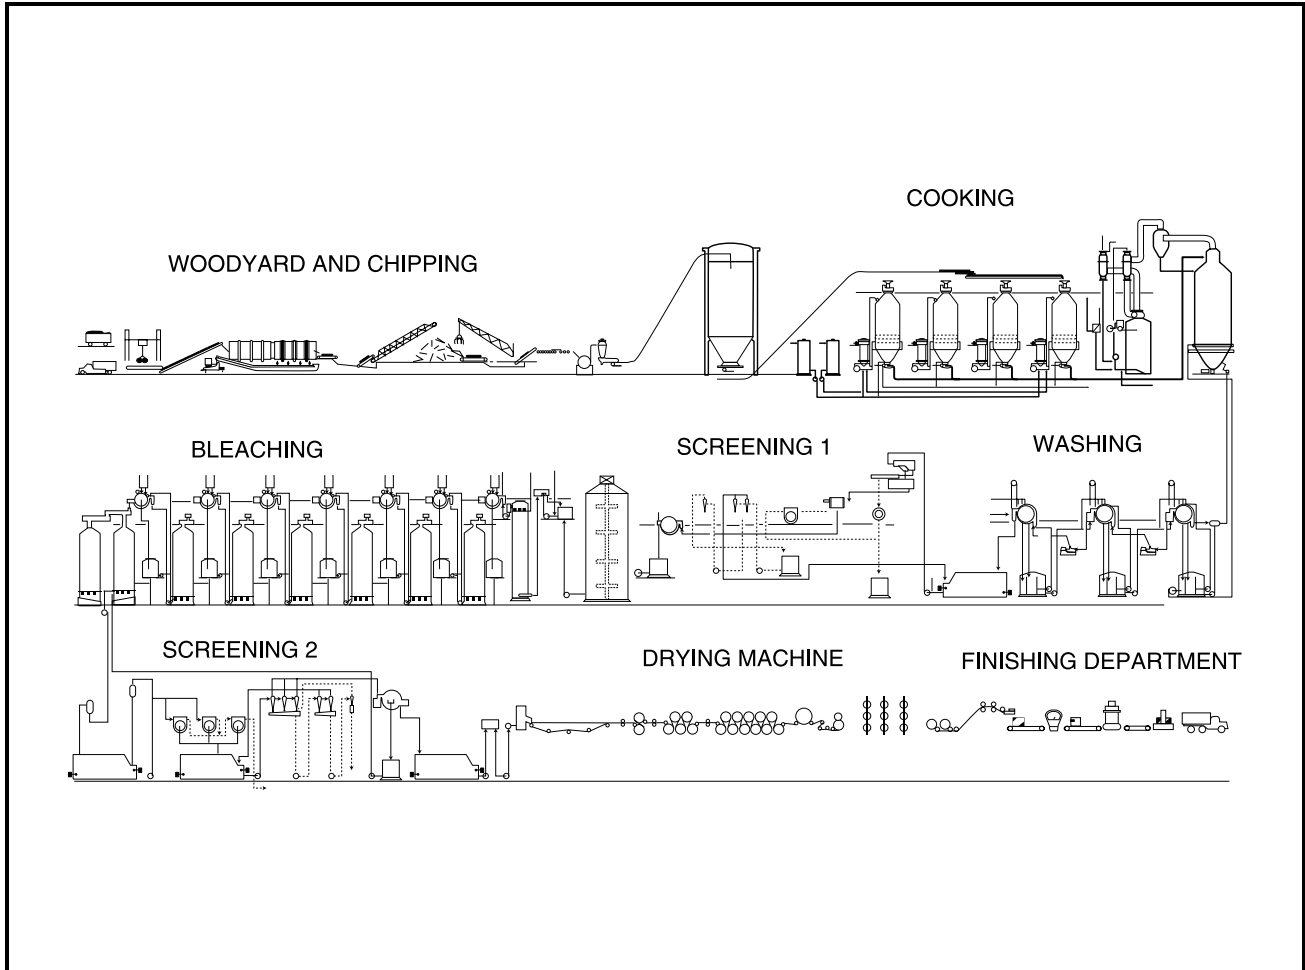 COOKING
WOODYARD AND CHIPPING
BLEACHING
SCREENING 1
WASHING
SCREENING 2
DRYING MACHINE
FINISHING DEPARTMENT